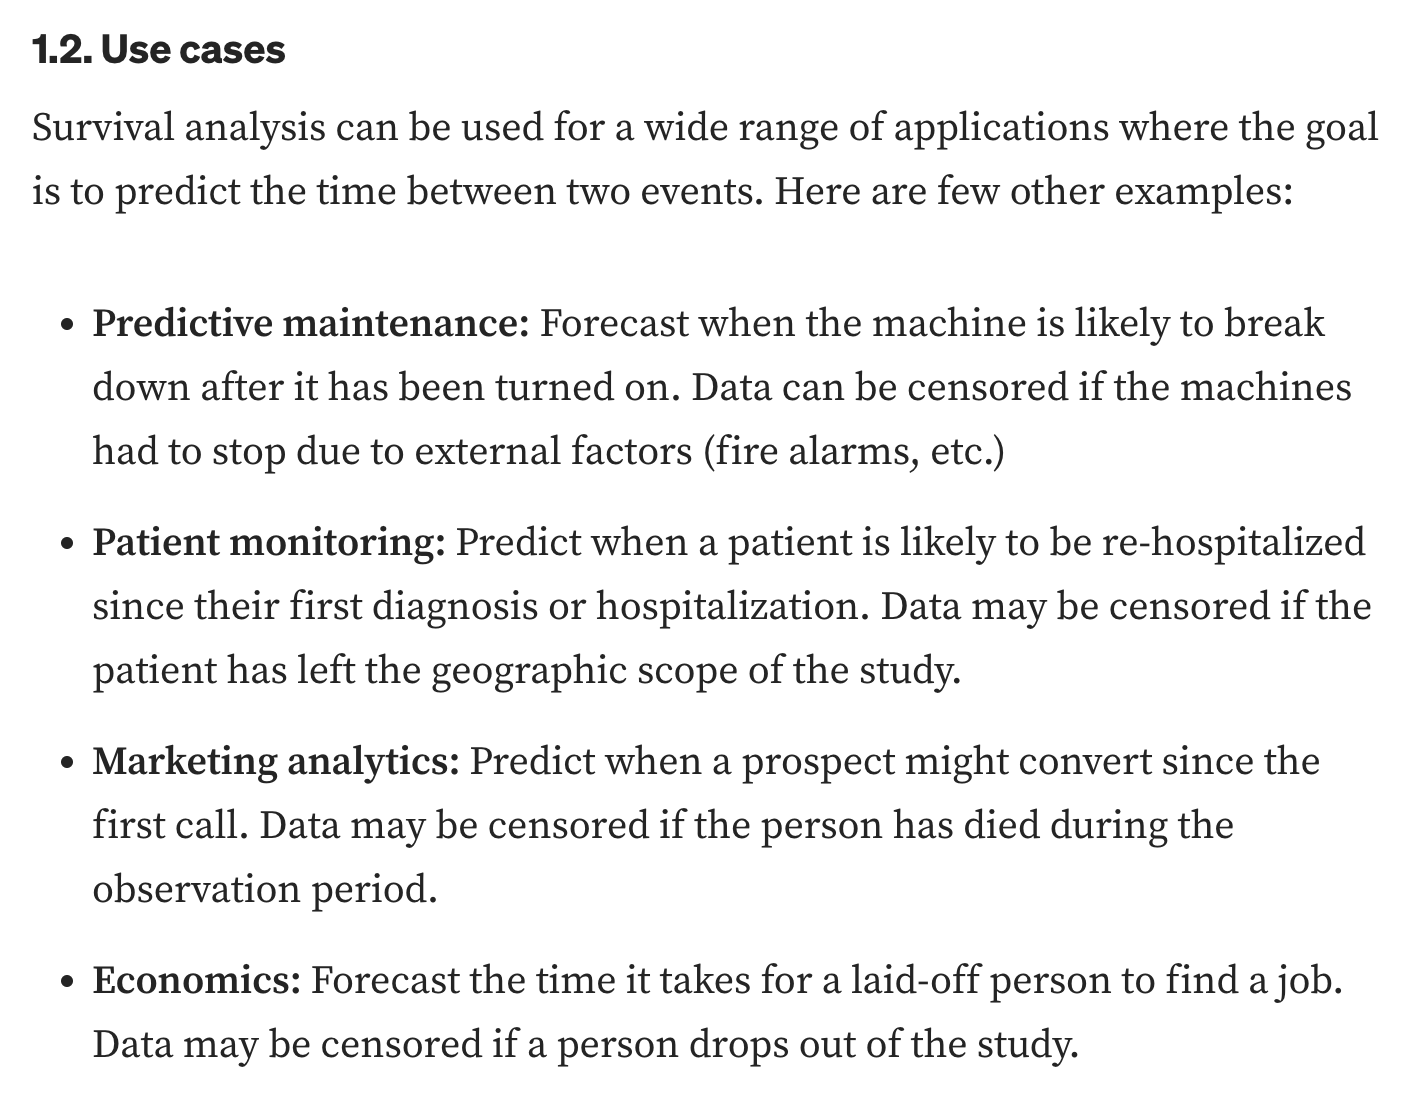 1.2. Use cases
Survival analysis can be used for a wide range of applications where the goal
is to predict the time between two events. Here are few other examples:
• Predictive maintenance: Forecast when the machine is likely to break
down after it has been turned on. Data can be censored if the machines
had to stop due to external factors (fire alarms, etc.)
• Patient monitoring: Predict when a patient is likely to be re-hospitalized
since their first diagnosis or hospitalization. Data may be censored if the
patient has left the geographic scope of the study.
• Marketing analytics: Predict when a prospect might convert since the
first call. Data may be censored if the person has died during the
observation period.
• Economics: Forecast the time it takes for a laid-off person to find a job.
Data may be censored if a person drops out of the study.